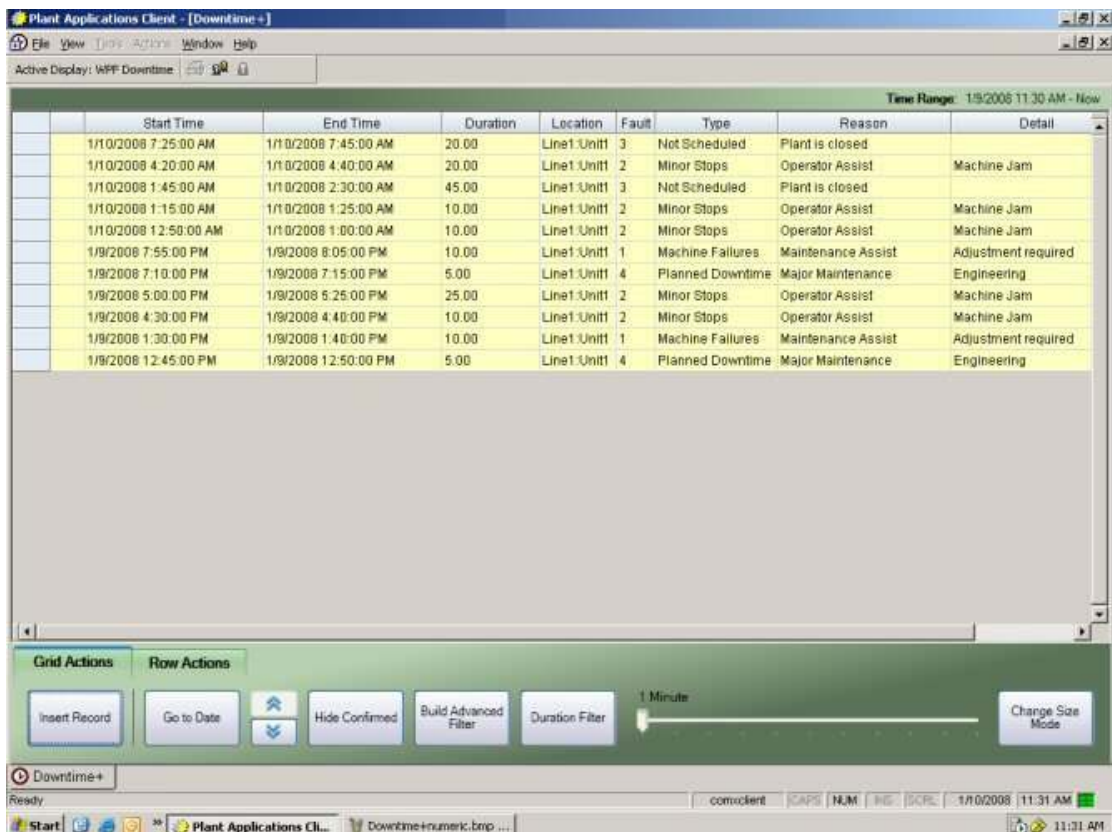 Plant Applications Client - [Downtime+]
File View Tools Actions Window Help
Active Display: WPF Downtime
Time Range: 1/9/2008 11:30 AM - Now
Start Time End Time Duration Location Fault Type Reason Detail
1/10/2008 7:25:00 AM 1/10/2008 7:45:00 AM 20.00 Line1:Unit1 3 Not Scheduled Plant is closed
1/10/2008 4:20:00 AM 1/10/2008 4:40:00 AM 20.00 Line1:Unit1 2 Minor Stops Operator Assist Machine Jam
1/10/2008 1:45:00 AM 1/10/2008 2:30:00 AM 45.00 Line1:Unit1 3 Not Scheduled Plant is closed
1/10/2008 1:15:00 AM 1/10/2008 1:25:00 AM 10.00 Line1:Unit1 2 Minor Stops Operator Assist Machine Jam
1/10/2008 12:50:00 AM 1/10/2008 1:00:00 AM 10.00 Line1:Unit1 2 Minor Stops Operator Assist Machine Jam
1/9/2008 7:55:00 PM 1/9/2008 8:05:00 PM 10.00 Line1:Unit1 1 Machine Failures Maintenance Assist Adjustment required
1/9/2008 7:10:00 PM 1/9/2008 7:15:00 PM 5.00 Line1:Unit1 4 Planned Downtime Major Maintenance Engineering
1/9/2008 5:00:00 PM 1/9/2008 5:25:00 PM 25.00 Line1:Unit1 2 Minor Stops Operator Assist Machine Jam
1/9/2008 4:30:00 PM 1/9/2008 4:40:00 PM 10.00 Line1:Unit1 2 Minor Stops Operator Assist Machine Jam
1/9/2008 1:30:00 PM 1/9/2008 1:40:00 PM 10.00 Line1:Unit1 1 Machine Failures Maintenance Assist Adjustment required
1/9/2008 12:45:00 PM 1/9/2008 12:50:00 PM 5.00 Line1:Unit1 4 Planned Downtime Major Maintenance Engineering
Grid Actions Row Actions
1 Minute
Insert Record Go to Date Hide Confirmed Build Advanced Filter Duration Filter Change Size Mode
Downtime+
Ready comxclient CAPS NUM INS SCRL 1/10/2008 11:31 AM
Start » Plant Applications Cli... Downtime+numeric.bmp ... 11:31 AM